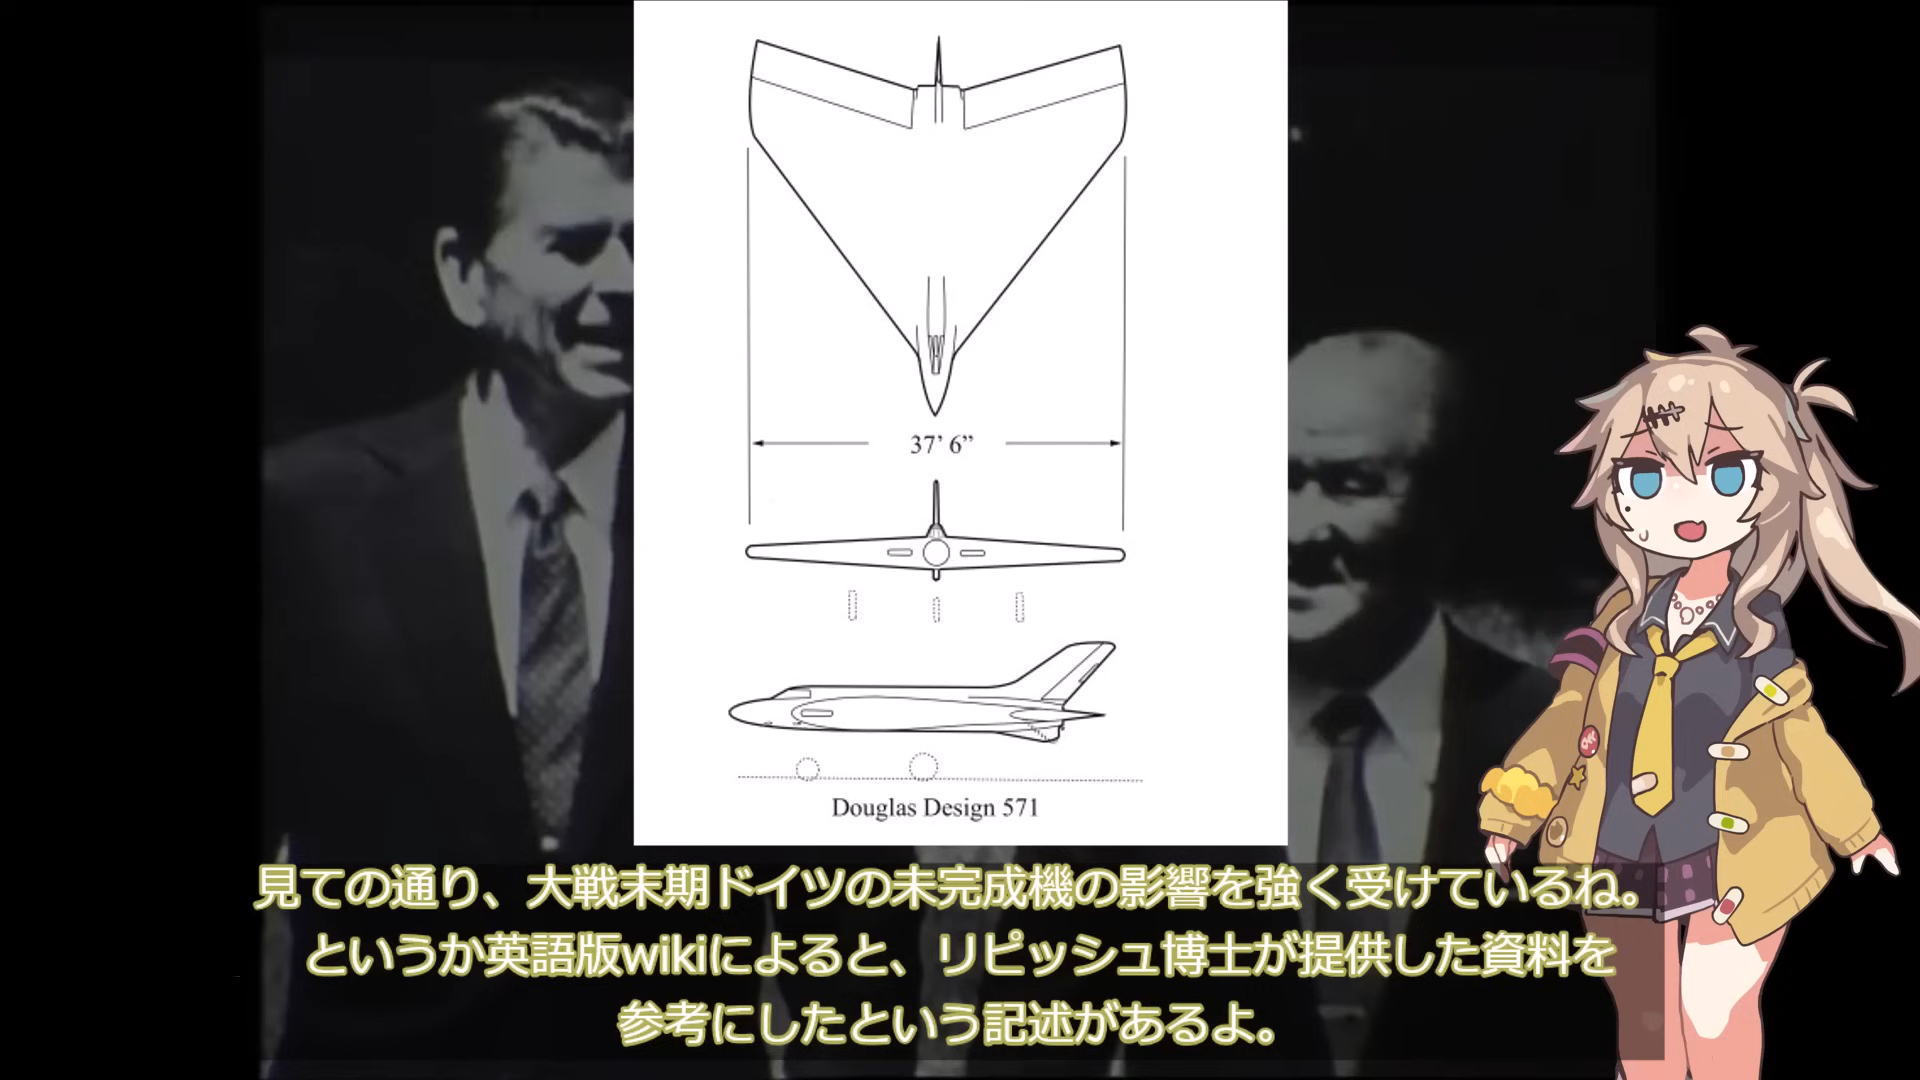 37’ 6”
Douglas Design 571
見ての通り、大戦末期ドイツの未完成機の影響を強く受けているね。
というか英語版wikiによると、リピッシュ博士が提供した資料を
参考にしたという記述があるよ。